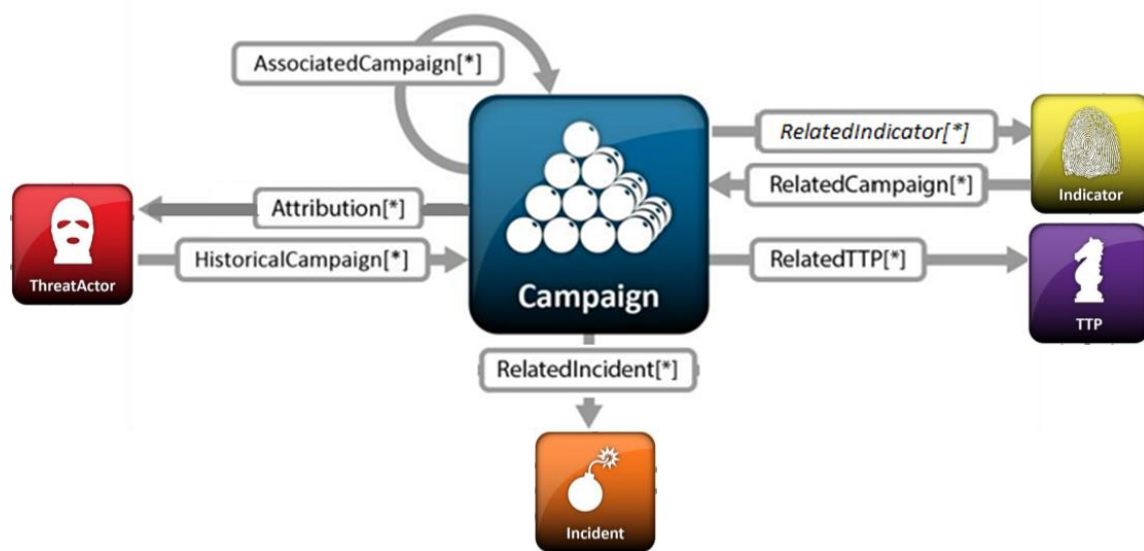 AssociatedCampaign[*]
RelatedIndicator[*]
RelatedCampaign[*]
Indicator
Attribution[*]
HistoricalCampaign[*]
ThreatActor
RelatedTTP[*]
Campaign
TTP
RelatedIncident[*]
Incident